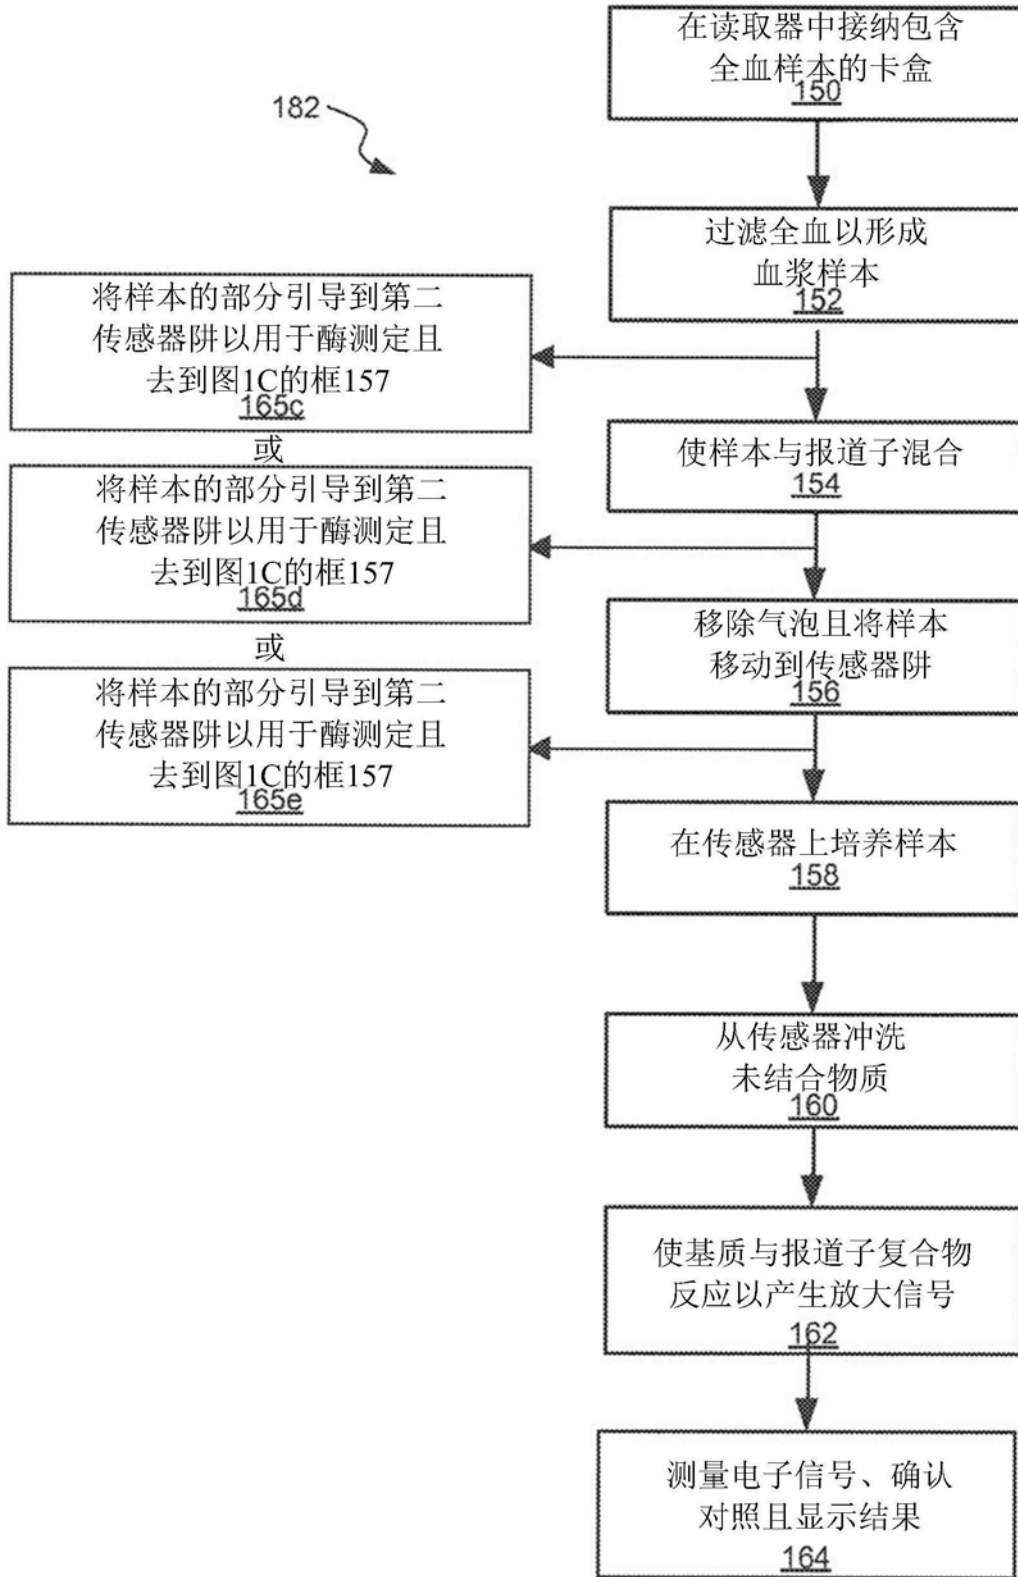 在读取器中接纳包含
全血样本的卡盒
150
182
过滤全血以形成
血浆样本
152
将样本的部分引导到第二
传感器阱以用于酶测定且
去到图1C的框157
165c
或
使样本与报道子混合
154
将样本的部分引导到第二
传感器阱以用于酶测定且
去到图1C的框157
165d
或
移除气泡且将样本
移动到传感器阱
156
将样本的部分引导到第二
传感器阱以用于酶测定且
去到图1C的框157
165e
在传感器上培养样本
158
从传感器冲洗
未结合物质
160
使基质与报道子复合物
反应以产生放大信号
162
测量电子信号、确认
对照且显示结果
164